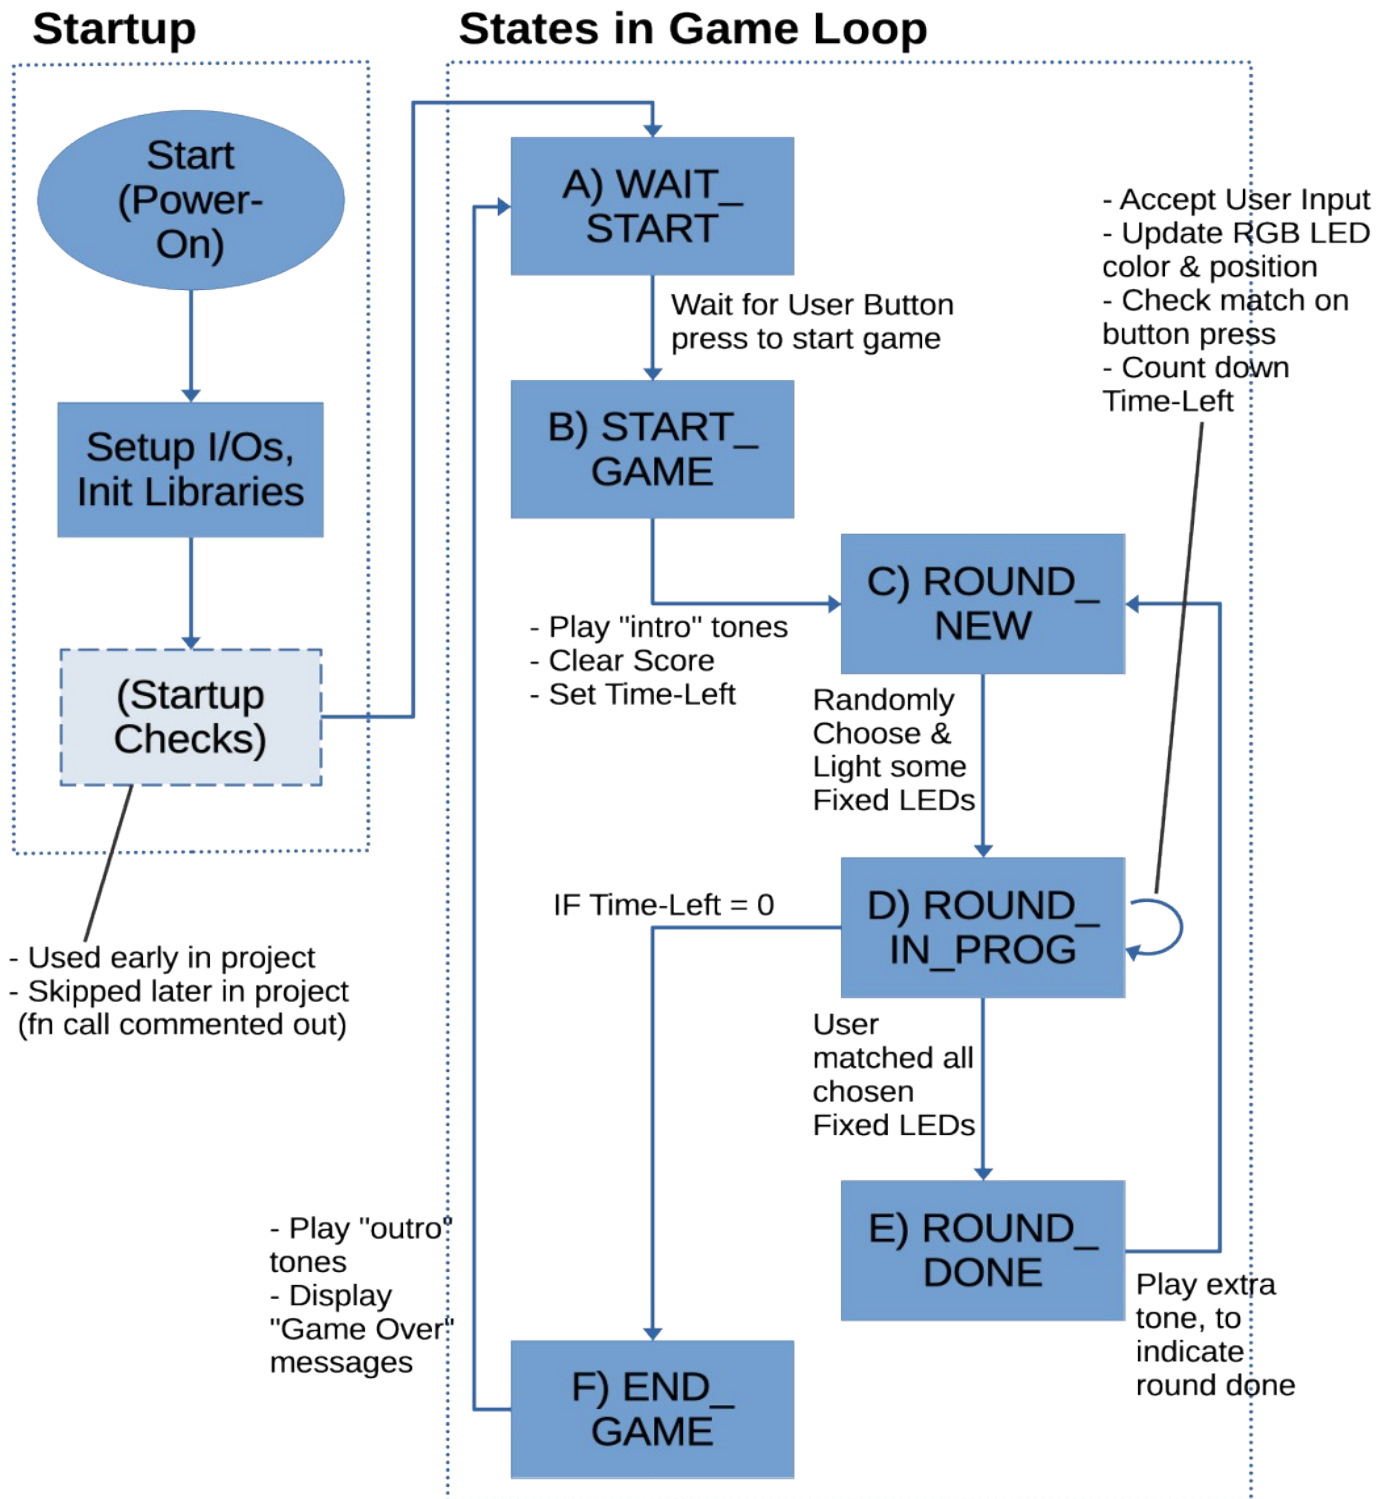 Startup
Start
(Power-
On)
Setup I/Os,
Init Libraries
(Startup
Checks)
- Used early in project
- Skipped later in project
(fn call commented out)
States in Game Loop
A) WAIT_
START
Wait for User Button
press to start game
B) START_
GAME
- Play "intro" tones
- Clear Score
- Set Time-Left
C) ROUND_
NEW
Randomly
Choose &
Light some
Fixed LEDs
- Accept User Input
- Update RGB LED
color & position
- Check match on
button press
- Count down
Time-Left
D) ROUND_
IN_PROG
IF Time-Left = 0
User
matched all
chosen
Fixed LEDs
E) ROUND_
DONE
Play extra
tone, to
indicate
round done
F) END_
GAME
- Play "outro"
tones
- Display
"Game Over"
messages